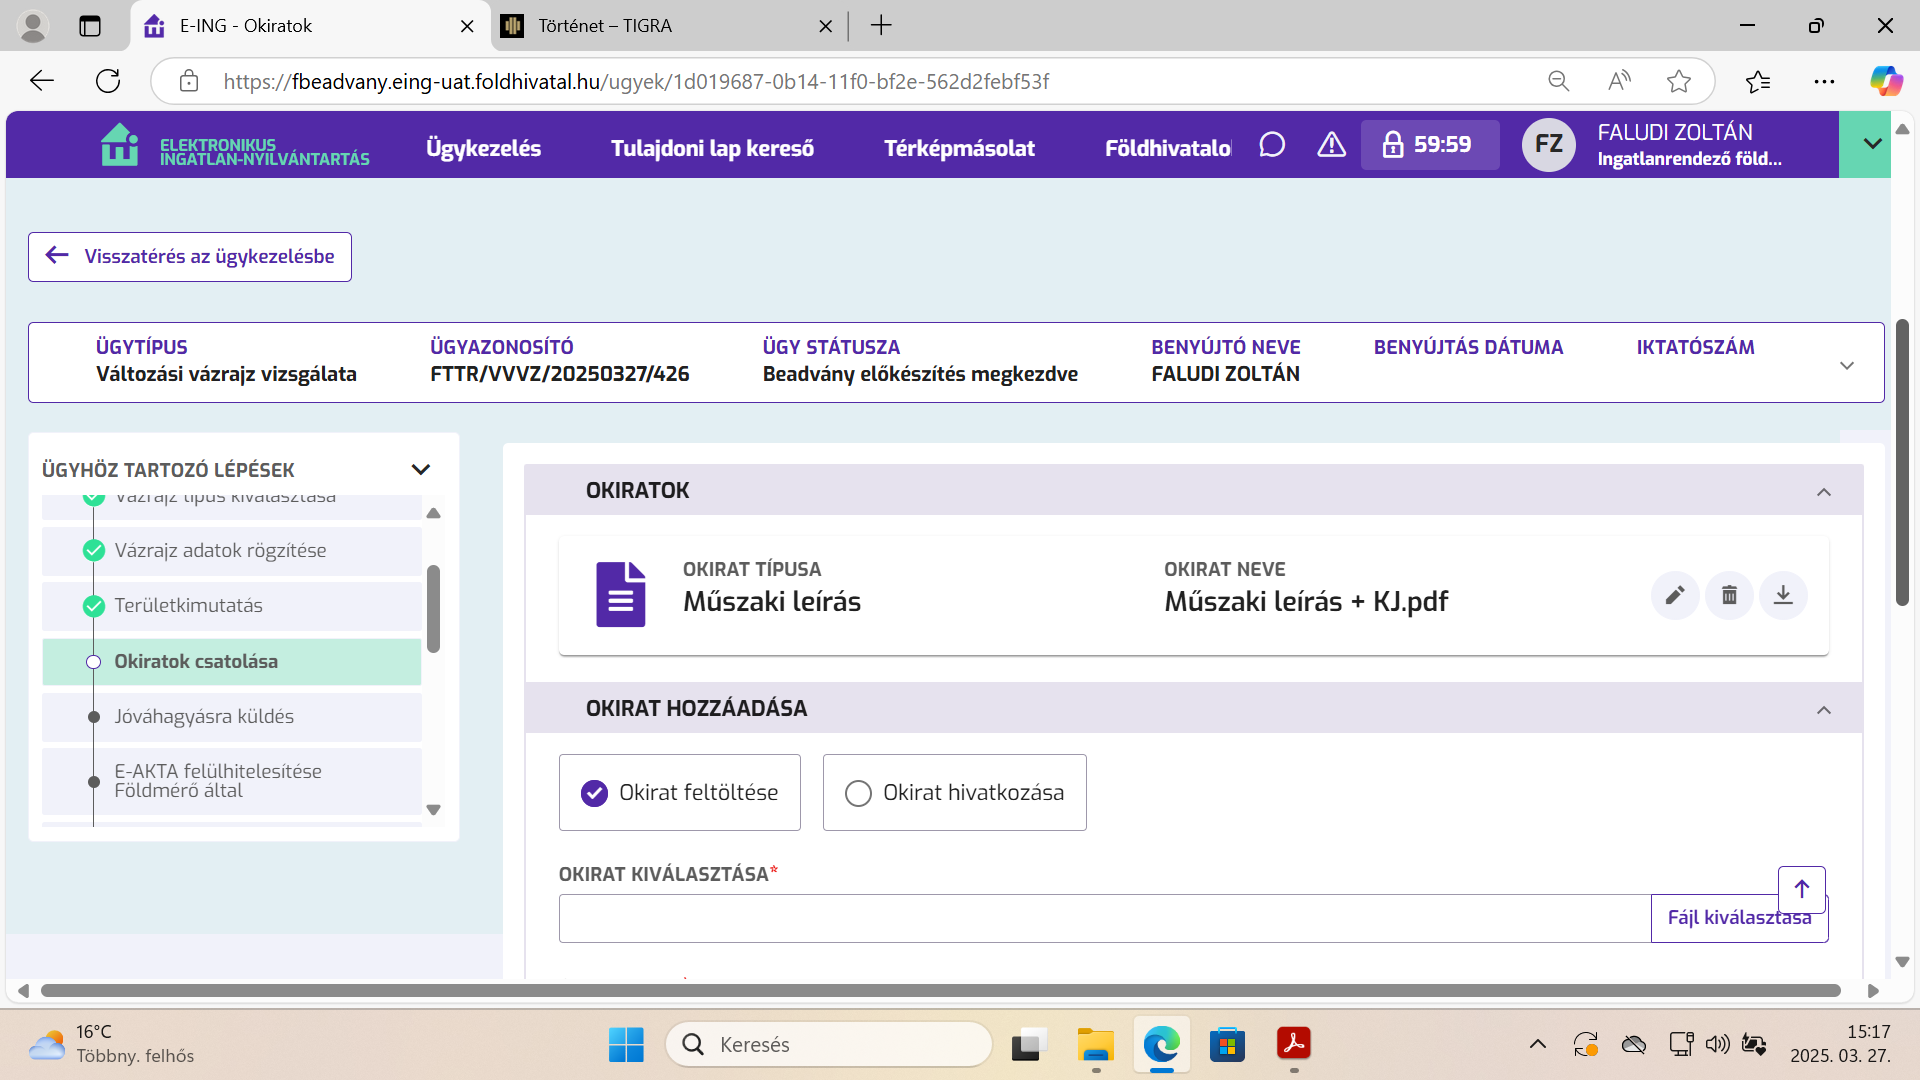 E-ING - Okiratok
Történet – TIGRA
https://fbeadvany.eing-uat.foldhivatal.hu/ugyek/1d019687-0b14-11f0-bf2e-562d2febf53f
ELEKTRONIKUS
INGATLAN-NYILVÁNTARTÁS
Ügykezelés
Tulajdoni lap kereső
Térképmásolat
Földhivatalo
59:59
FZ
FALUDI ZOLTÁN
Ingatlanrendező föld...
Visszatérés az ügykezelésbe
ÜGYTÍPUS
Változási vázrajz vizsgálata
ÜGYAZONOSÍTÓ
FTTR/VVVZ/20250327/426
ÜGY STÁTUSZA
Beadvány előkészítés megkezdve
BENYÚJTÓ NEVE
FALUDI ZOLTÁN
BENYÚJTÁS DÁTUMA
IKTATÓSZÁM
ÜGYHÖZ TARTOZÓ LÉPÉSEK
Vázrajz típus kiválasztása
Vázrajz adatok rögzítése
Területkimutatás
Okiratok csatolása
Jóváhagyásra küldés
E-AKTA felülhitelesítése
Földmérő által
OKIRATOK
OKIRAT TÍPUSA
Műszaki leírás
OKIRAT NEVE
Műszaki leírás + KJ.pdf
OKIRAT HOZZÁADÁSA
Okirat feltöltése
Okirat hivatkozása
OKIRAT KIVÁLASZTÁSA*
Fájl kiválasztása
16°C
Többny. felhős
Keresés
15:17
2025. 03. 27.